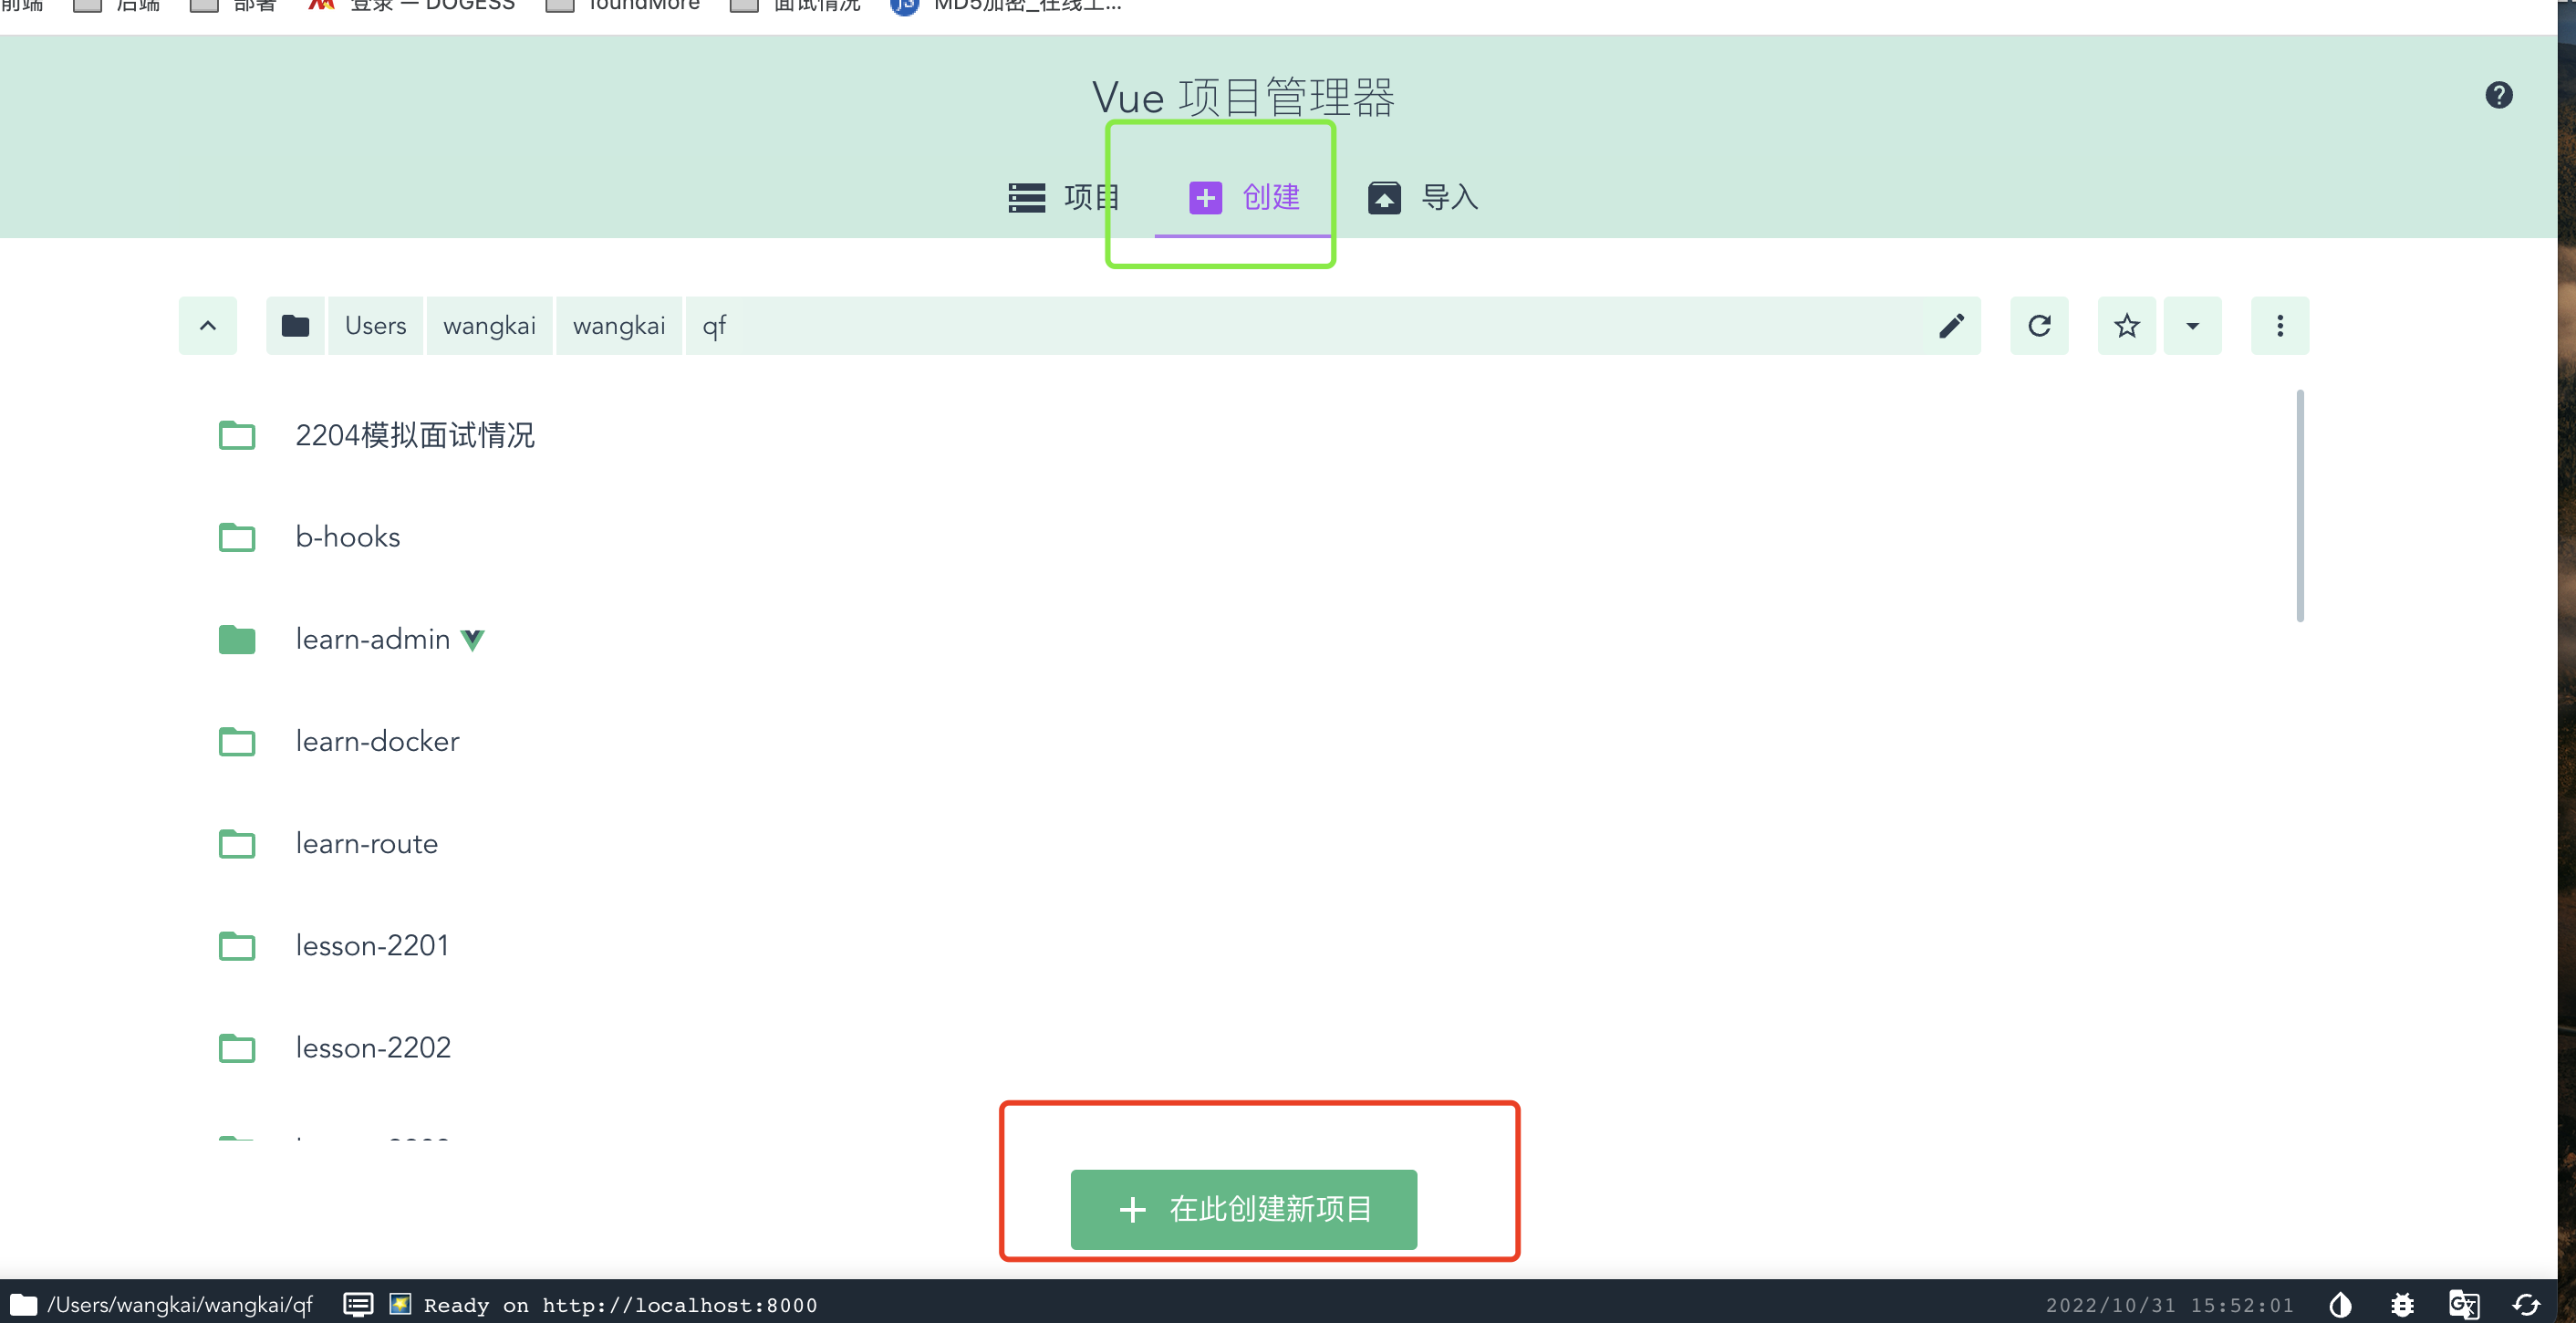 前端 后端 部署 登录 — DOGESS foundMore 面试情况 MD5加密_在线工...
Vue 项目管理器
项目 创建 导入
Users wangkai wangkai qf
2204模拟面试情况
b-hooks
learn-admin
learn-docker
learn-route
lesson-2201
lesson-2202
在此创建新项目
/Users/wangkai/wangkai/qf Ready on http://localhost:8000 2022/10/31 15:52:01